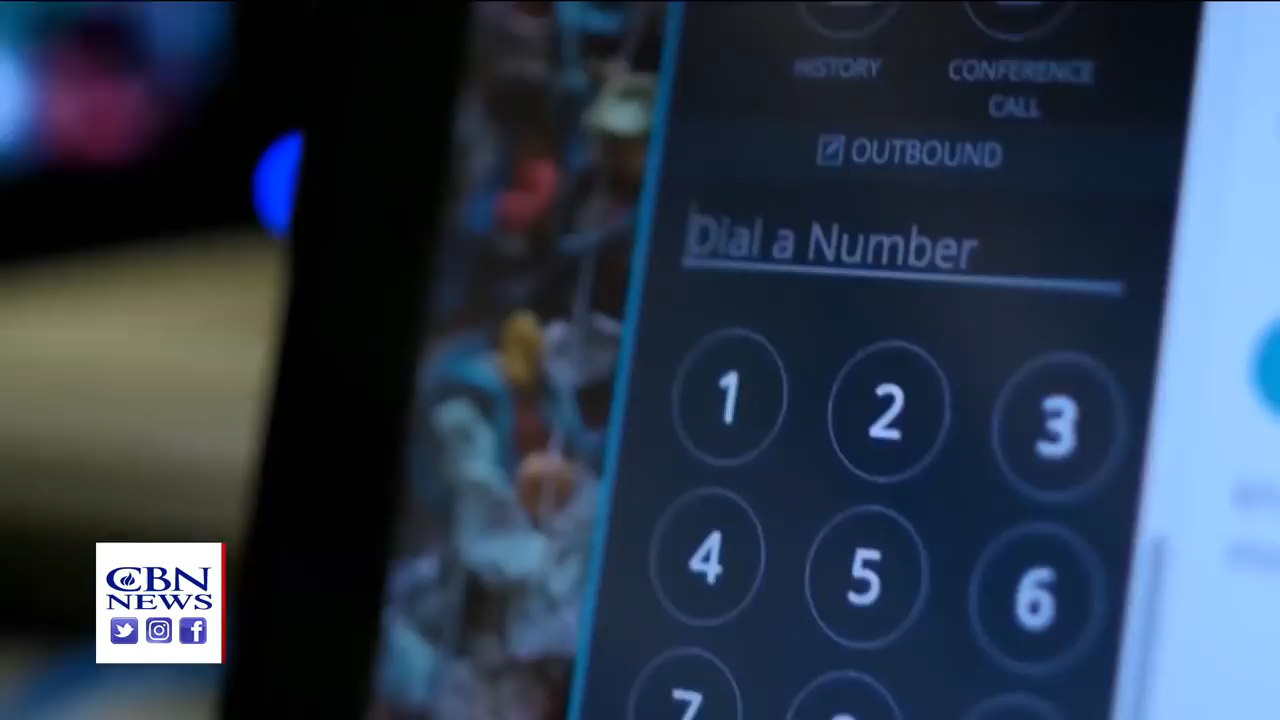 HISTORY
CONFERENCE
CALL
OUTBOUND
Dial a Number
1 2 3
4 5 6
7
CBN
NEWS